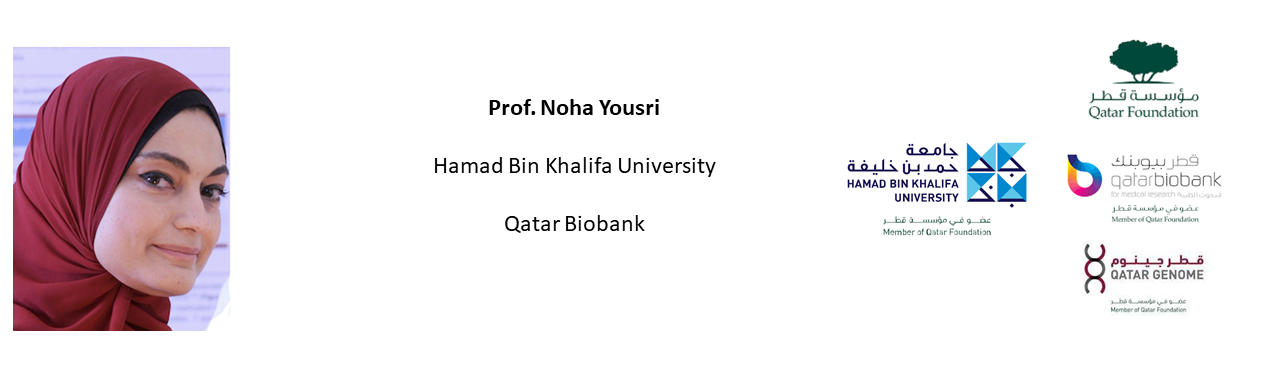 Prof. Noha Yousri
Hamad Bin Khalifa University
Qatar Biobank
جامعة
حمد بن خليفة
HAMAD BIN KHALIFA
UNIVERSITY
عضو في مؤسسة قطر
Member of Qatar Foundation
مؤسسة قطر
Qatar Foundation
قطر بيوبنك
qatarbiobank
for medical research للبحوث الطبية
عضو في مؤسسة قطر
Member of Qatar Foundation
قطر جينوم
QATAR GENOME
عضو في مؤسسة قطر
Member of Qatar Foundation